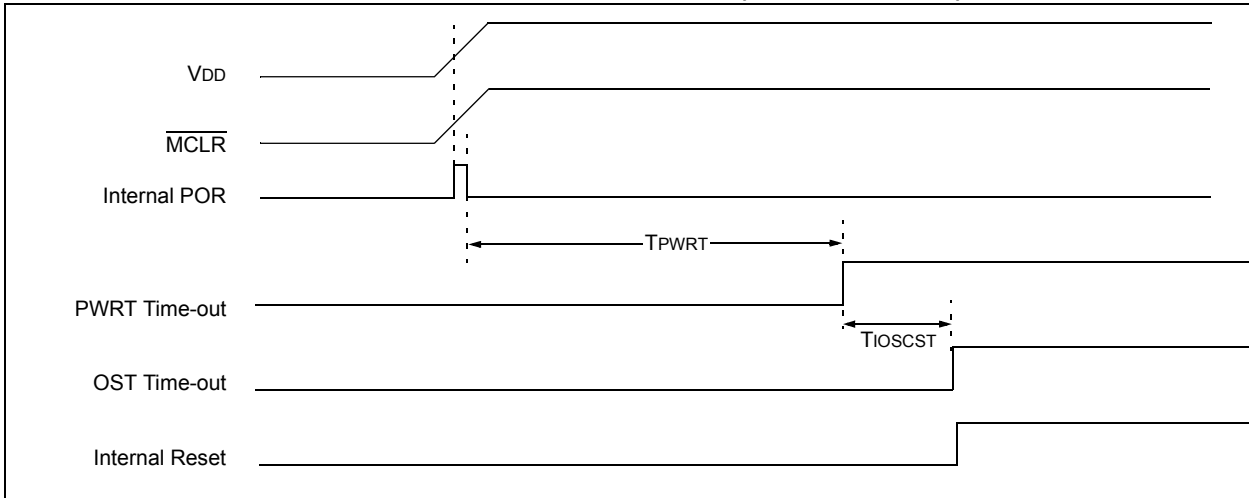 VDD
MCLR
Internal POR
TPWRT
PWRT Time-out
TIOSCST
OST Time-out
Internal Reset